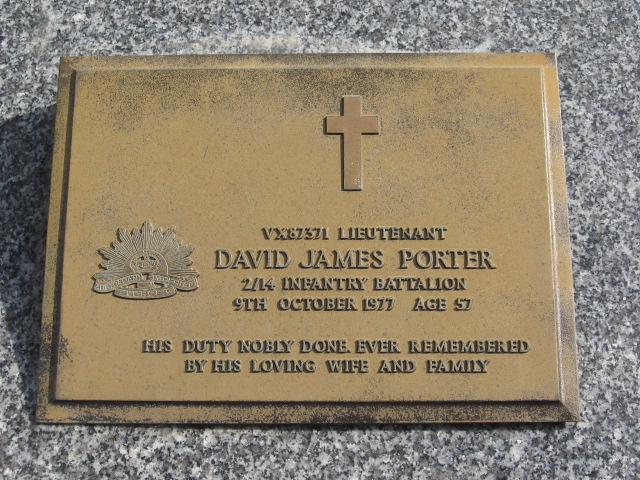 VX87371 LIEUTENANT
DAVID JAMES PORTER
2/14 INFANTRY BATTALION
9TH OCTOBER 1977 AGE 57
HIS DUTY NOBLY DONE. EVER REMEMBERED
BY HIS LOVING WIFE AND FAMILY